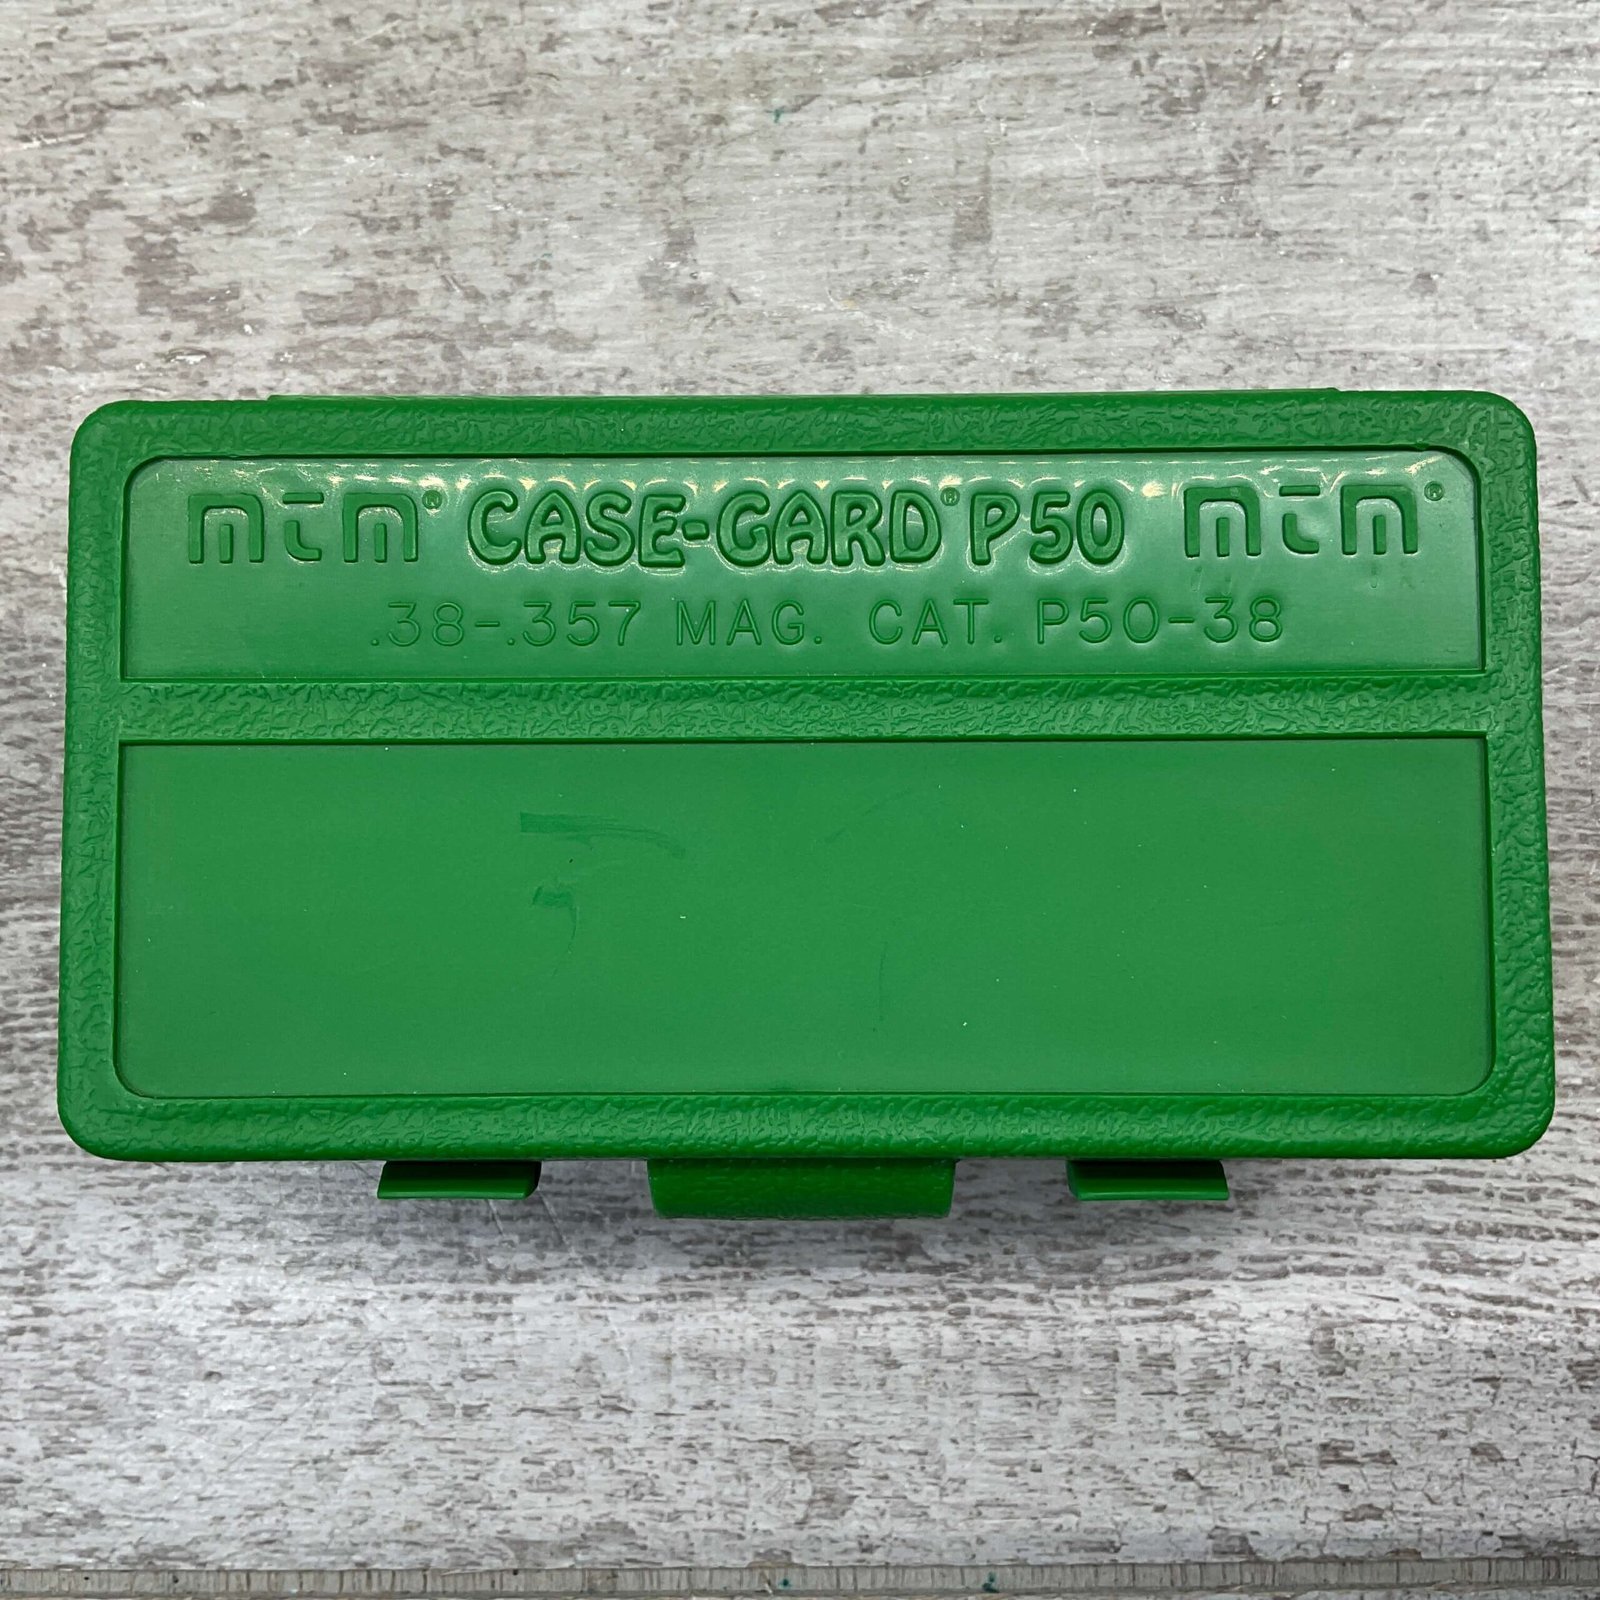 mtm® CASE-GARD® P50 mtm®
.38-.357 MAG. CAT. P50-38